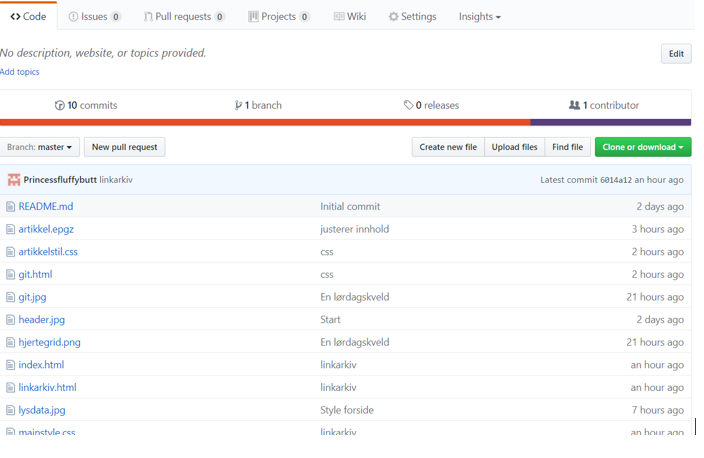 Code Issues 0 Pull requests 0 Projects 0 Wiki Settings Insights
No description, website, or topics provided. Edit
Add topics
10 commits 1 branch 0 releases 1 contributor
Branch: master New pull request Create new file Upload files Find file Clone or download
Princessfluffybutt linkarkiv Latest commit 6014a12 an hour ago
README.md Initial commit 2 days ago
artikkel.epgz justerer innhold 3 hours ago
artikkelstil.css css 2 hours ago
git.html css 2 hours ago
git.jpg En lørdagskveld 21 hours ago
header.jpg Start 2 days ago
hjertegrid.png En lørdagskveld 21 hours ago
index.html linkarkiv an hour ago
linkarkiv.html linkarkiv an hour ago
lysdata.jpg Style forside 7 hours ago
mainstyle.css linkarkiv an hour ago